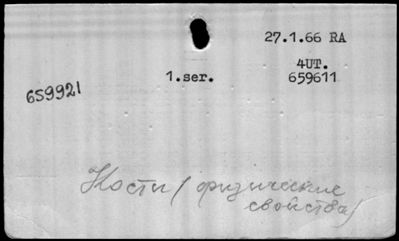 27.1.66 RA
4UT.
1.ser. 659611
659921
Кости (физические
свойства)